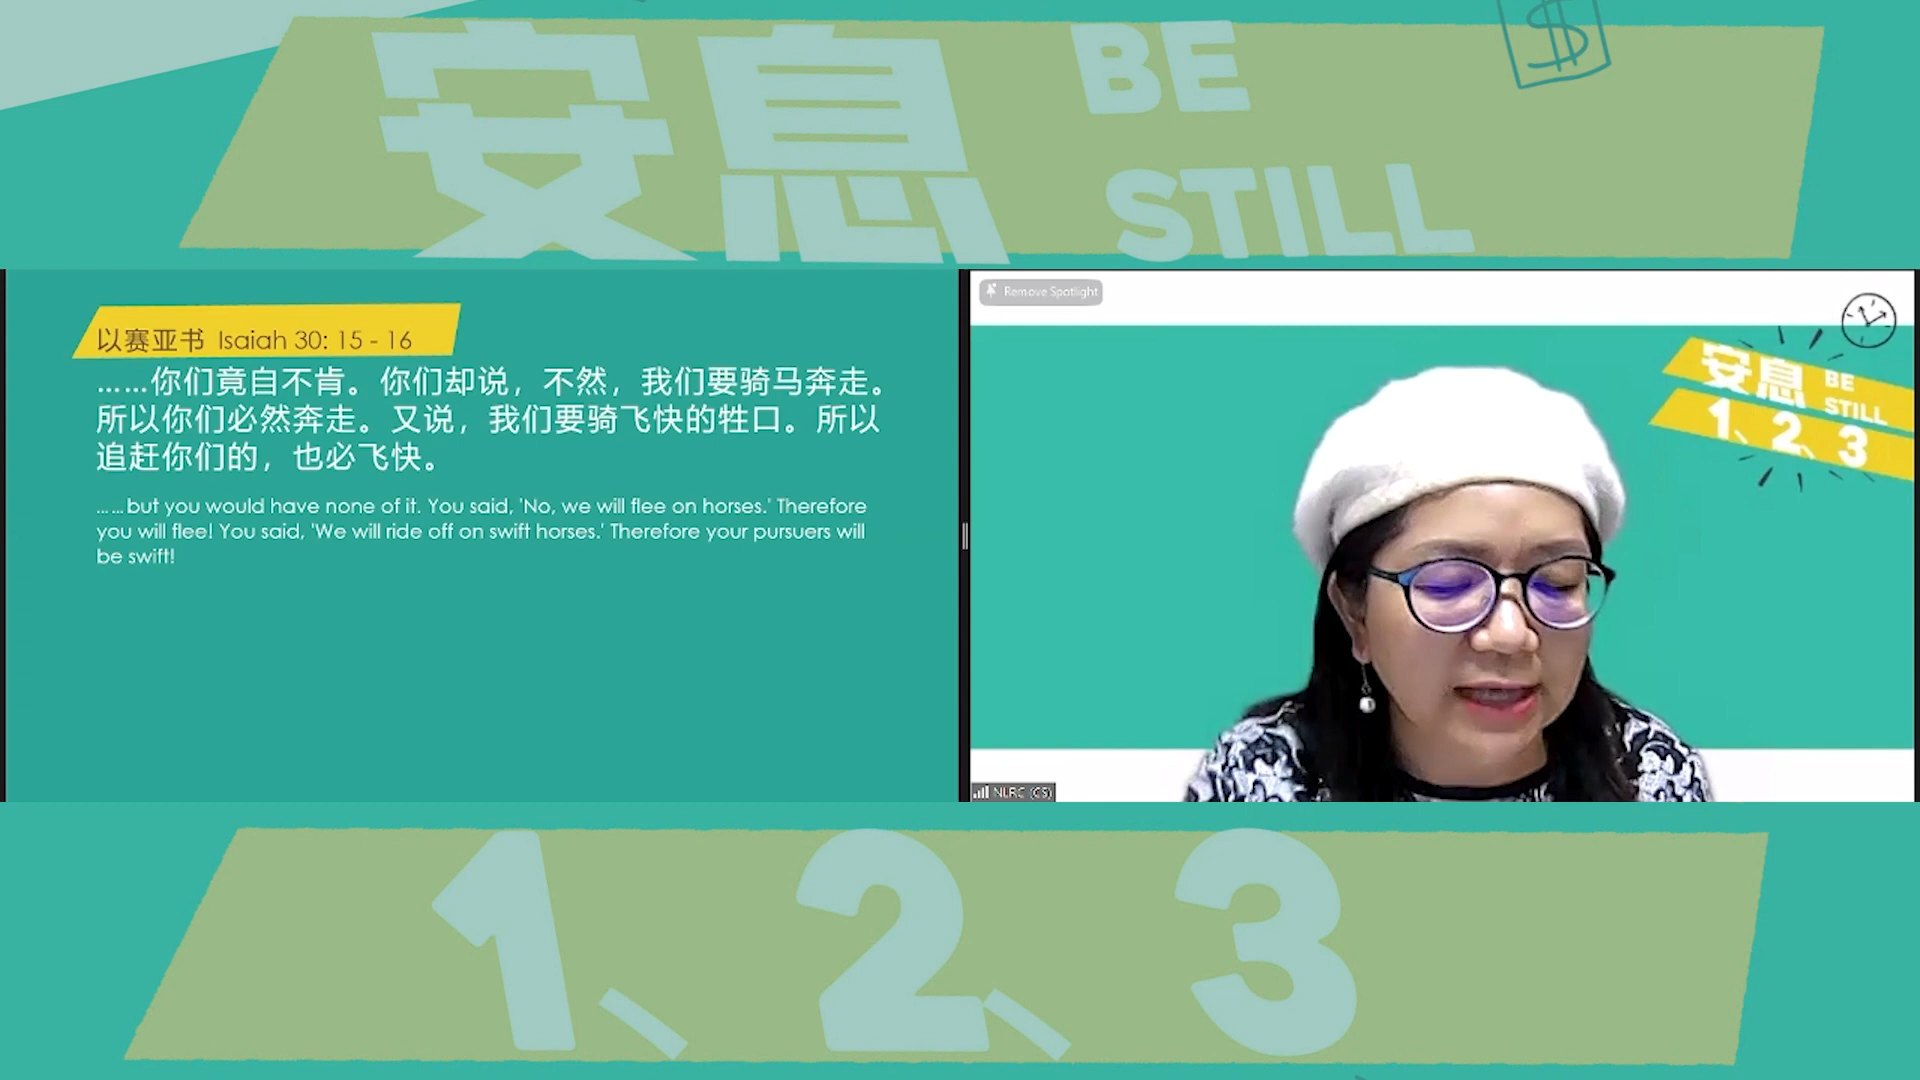 安息 BE
STILL
以赛亚书 Isaiah 30: 15 - 16
……你们竟自不肯。你们却说，不然，我们要骑马奔走。
所以你们必然奔走。又说，我们要骑飞快的牲口。所以
追赶你们的，也必飞快。
……but you would have none of it. You said, 'No, we will flee on horses.' Therefore
you will flee! You said, 'We will ride off on swift horses.' Therefore your pursuers will
be swift!
Remove Spotlight
安息 BE
STILL
1、2、3
NLRC (CS)
1、2、3